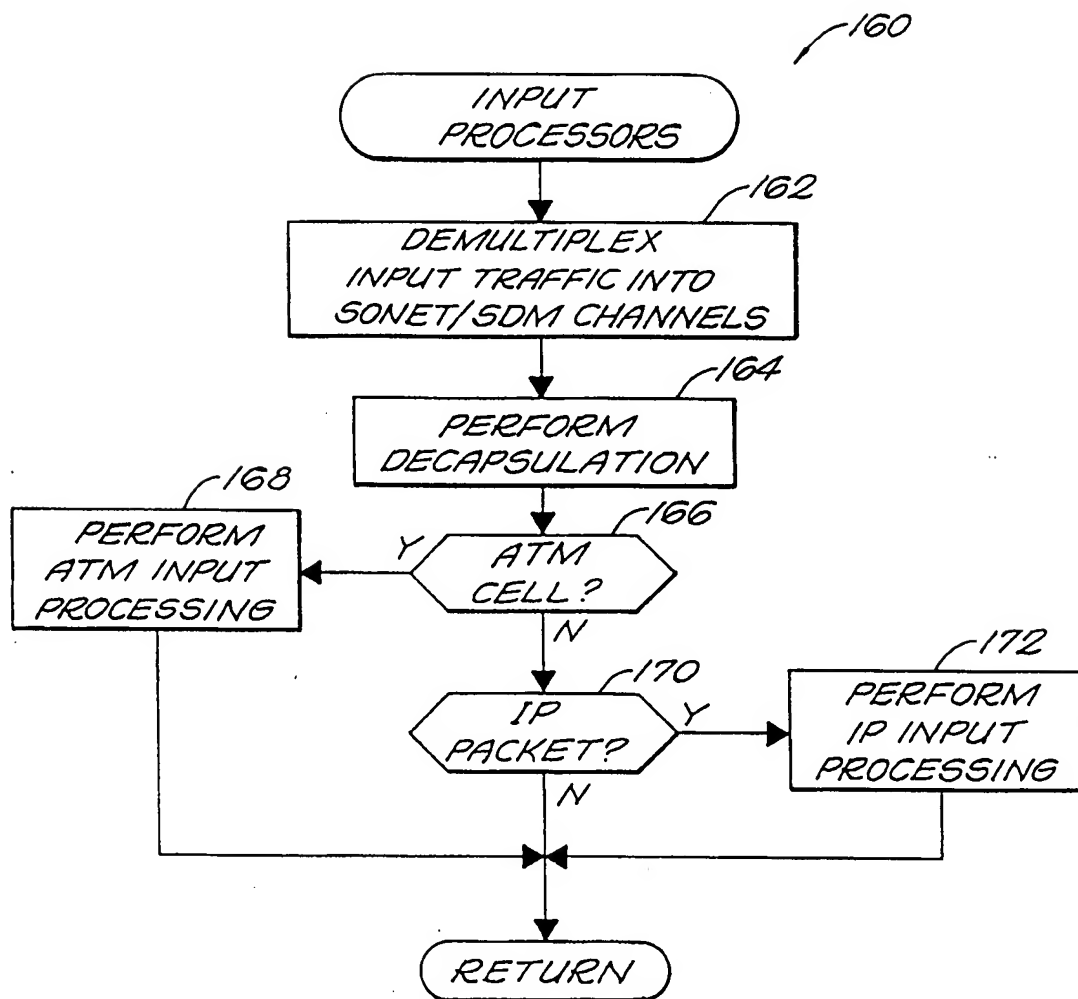 160
INPUT
PROCESSORS
162
DEMULTIPLEX
INPUT TRAFFIC INTO
SONET/SDM CHANNELS
164
PERFORM
DECAPSULATION
168
PERFORM
ATM INPUT
PROCESSING
Y
166
ATM
CELL?
N
170
IP
PACKET?
Y
N
172
PERFORM
IP INPUT
PROCESSING
RETURN